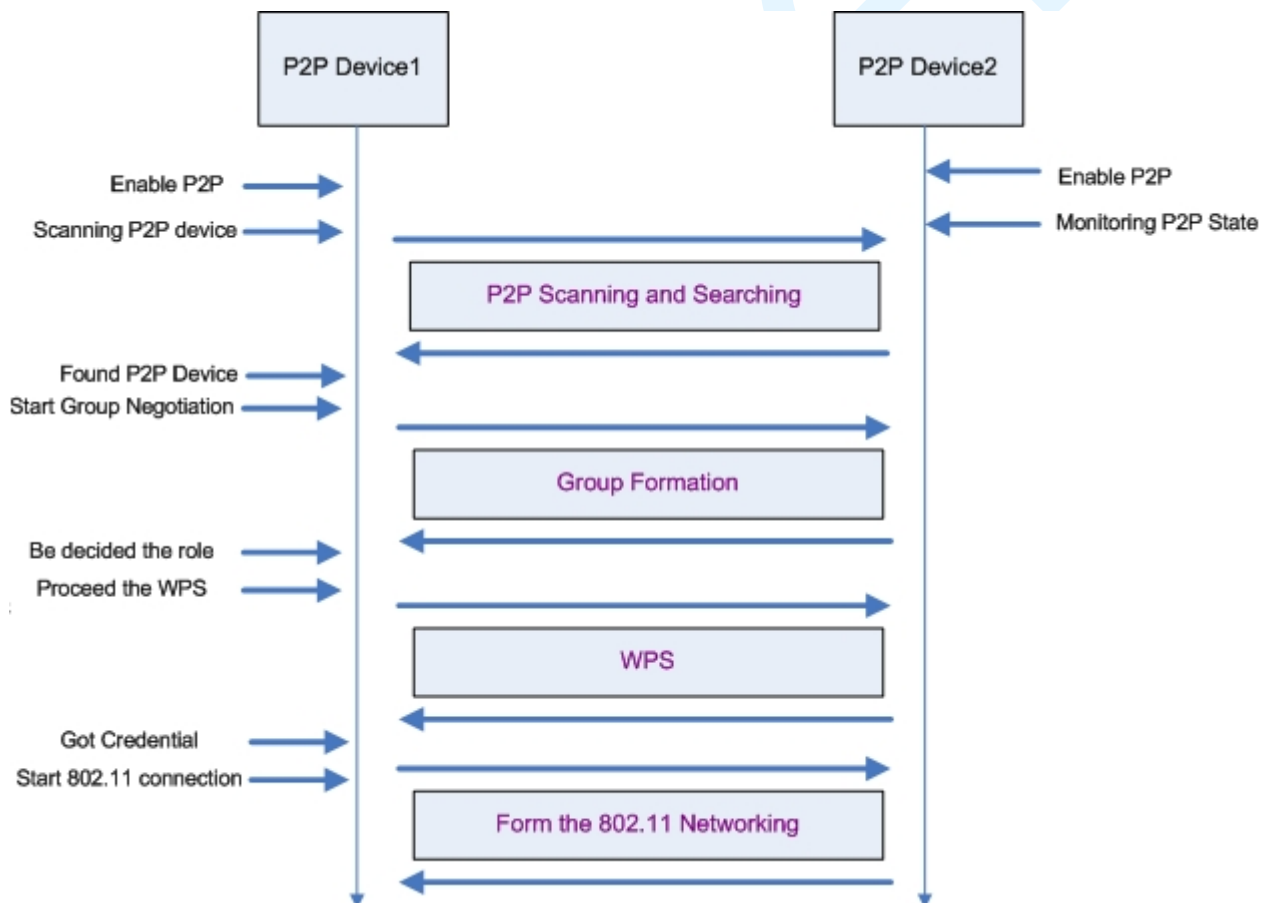 P2P Device1
P2P Device2
Enable P2P
Enable P2P
Scanning P2P device
Monitoring P2P State
P2P Scanning and Searching
Found P2P Device
Start Group Negotiation
Group Formation
Be decided the role
Proceed the WPS
WPS
Got Credential
Start 802.11 connection
Form the 802.11 Networking